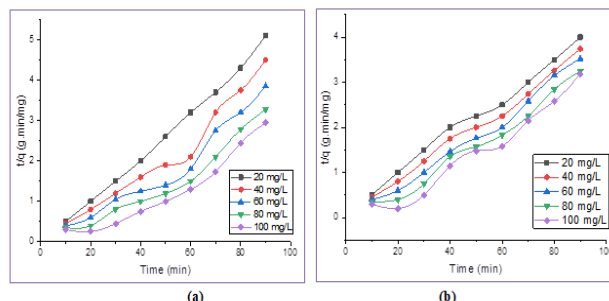 t/q (g.min/mg)
5
4
3
2
1
0
20 mg/L
40 mg/L
60 mg/L
80 mg/L
100 mg/L
0 20 40 60 80 100
Time (min)
(a)
t/q (g.min/mg)
4
3
2
1
0
20 mg/L
40 mg/L
60 mg/L
80 mg/L
100 mg/L
0 20 40 60 80 10
Time (min)
(b)